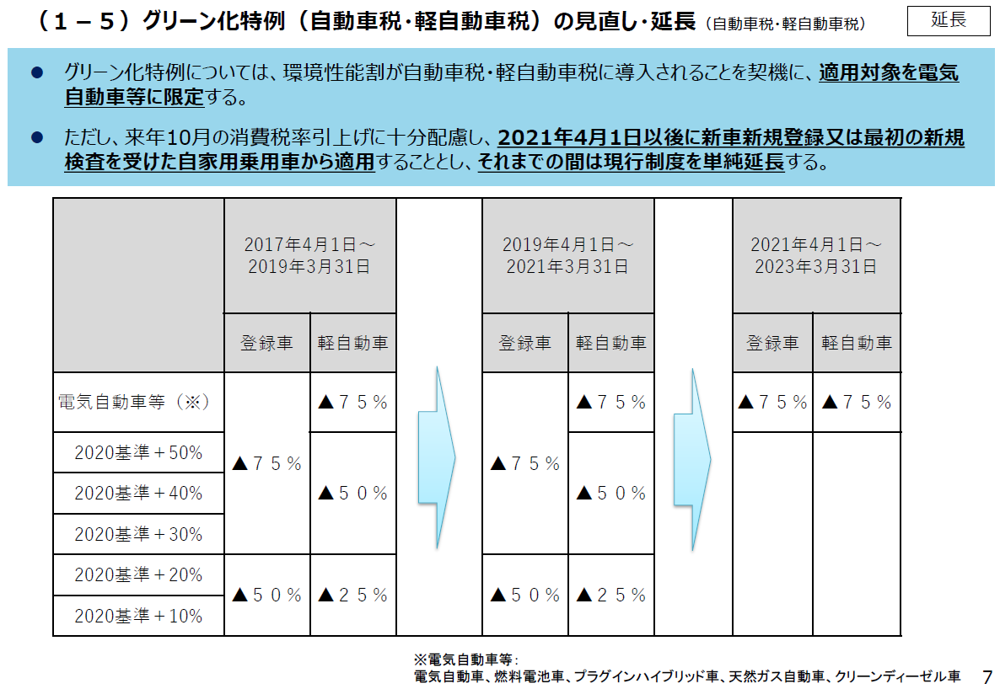 （１－５）グリーン化特例（自動車税・軽自動車税）の見直し・延長（自動車税・軽自動車税）
延長
● グリーン化特例については、環境性能割が自動車税・軽自動車税に導入されることを契機に、適用対象を電気
自動車等に限定する。
● ただし、来年10月の消費税率引上げに十分配慮し、2021年4月1日以後に新車新規登録又は最初の新規
検査を受けた自家用乗用車から適用することとし、それまでの間は現行制度を単純延長する。
2017年4月1日～
2019年3月31日
2019年4月1日～
2021年3月31日
2021年4月1日～
2023年3月31日
登録車 軽自動車 登録車 軽自動車 登録車 軽自動車
電気自動車等（※） ▲７５％ ▲７５％ ▲７５％ ▲７５％
2020基準＋50%
▲７５％ ▲７５％
2020基準＋40% ▲５０％ ▲５０％
2020基準＋30%
2020基準＋20%
▲５０％ ▲２５％ ▲５０％ ▲２５％
2020基準＋10%
※電気自動車等：
電気自動車、燃料電池車、プラグインハイブリッド車、天然ガス自動車、クリーンディーゼル車
7